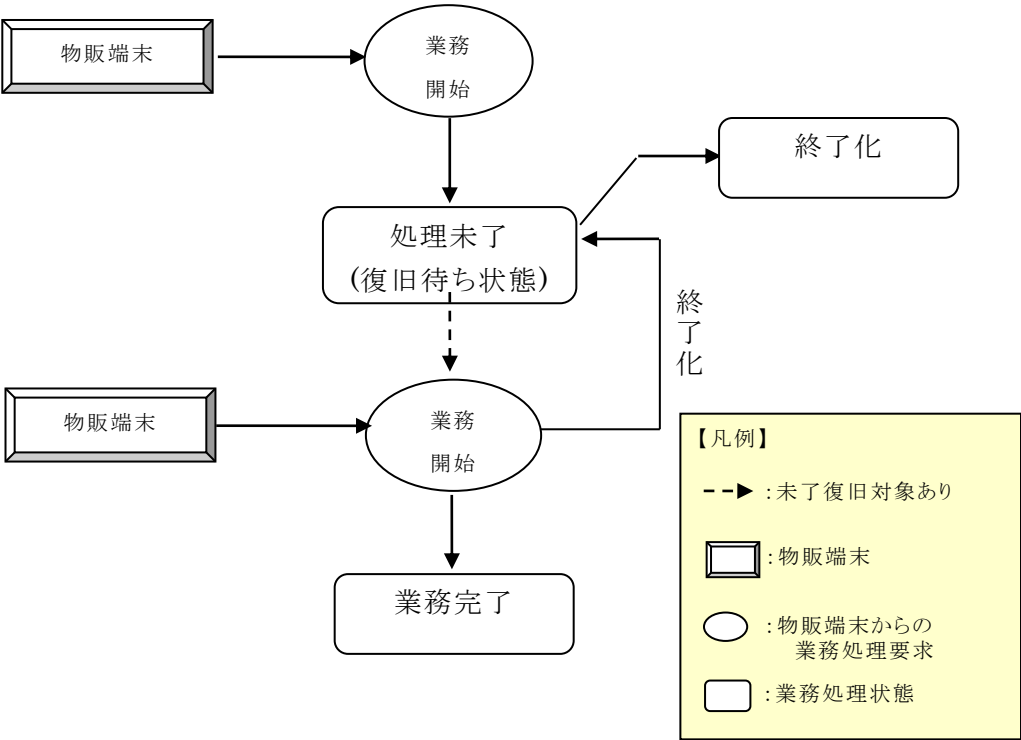 物販端末
業務
開始
終了化
処理未了
(復旧待ち状態)
終了化
物販端末
業務
開始
業務完了
【凡例】
:未了復旧対象あり
:物販端末
:物販端末からの
業務処理要求
:業務処理状態